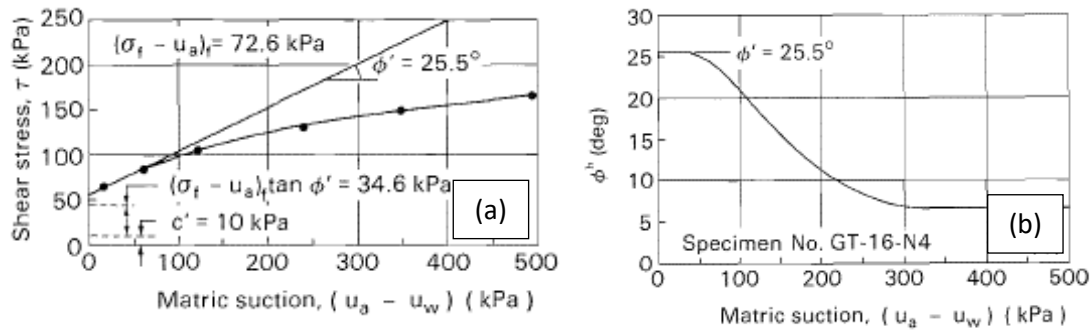 250
200
150
100
50
0
Shear stress, τ (kPa)
(σf – ua)f = 72.6 kPa
ϕ′ = 25.5°
(σf – ua)f tan ϕ′ = 34.6 kPa
c′ = 10 kPa
(a)
0 100 200 300 400 500
Matric suction, ( ua – uw ) ( kPa )
30
25
20
15
10
5
0
ϕb (deg)
ϕ′ = 25.5°
Specimen No. GT-16-N4
(b)
0 100 200 300 400 500
Matric suction, ( ua – uw ) ( kPa )